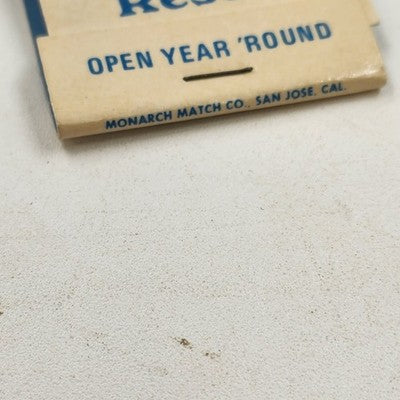 OPEN YEAR 'ROUND
MONARCH MATCH CO., SAN JOSE, CAL.